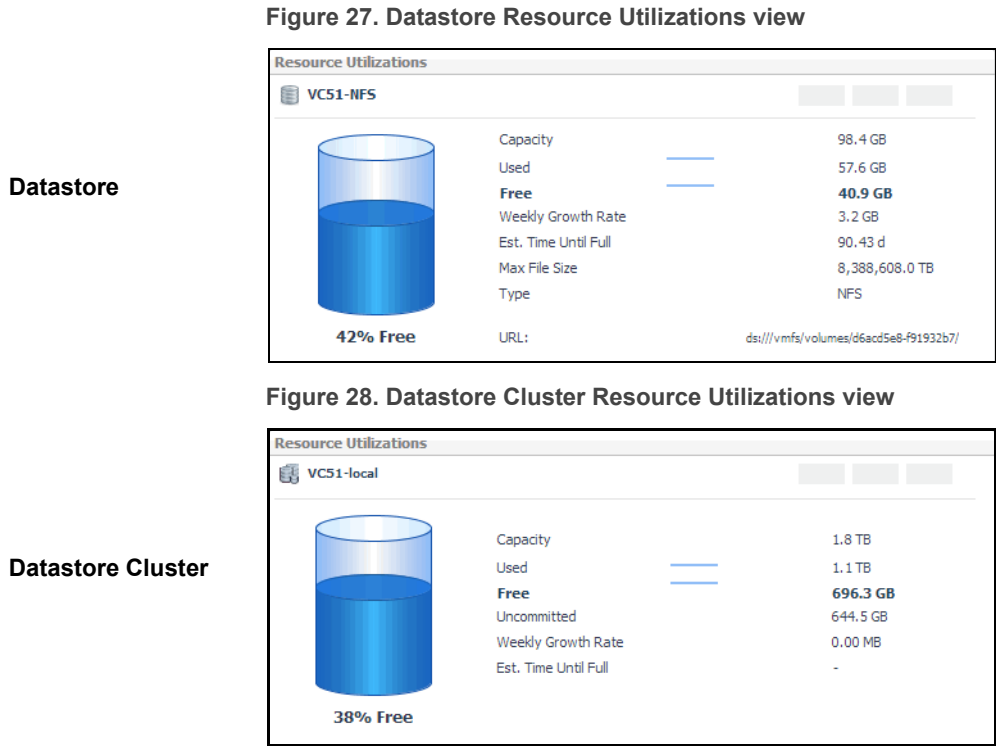 Figure 27. Datastore Resource Utilizations view
Resource Utilizations
VC51-NFS
Capacity 98.4 GB
Used 57.6 GB
Datastore
Free 40.9 GB
Weekly Growth Rate 3.2 GB
Est. Time Until Full 90.43 d
Max File Size 8,388,608.0 TB
Type NFS
42% Free URL: ds:///vmfs/volumes/d6acd5e8-f91932b7/
Figure 28. Datastore Cluster Resource Utilizations view
Resource Utilizations
VC51-local
Capacity 1.8 TB
Used 1.1 TB
Datastore Cluster
Free 696.3 GB
Uncommitted 644.5 GB
Weekly Growth Rate 0.00 MB
Est. Time Until Full -
38% Free